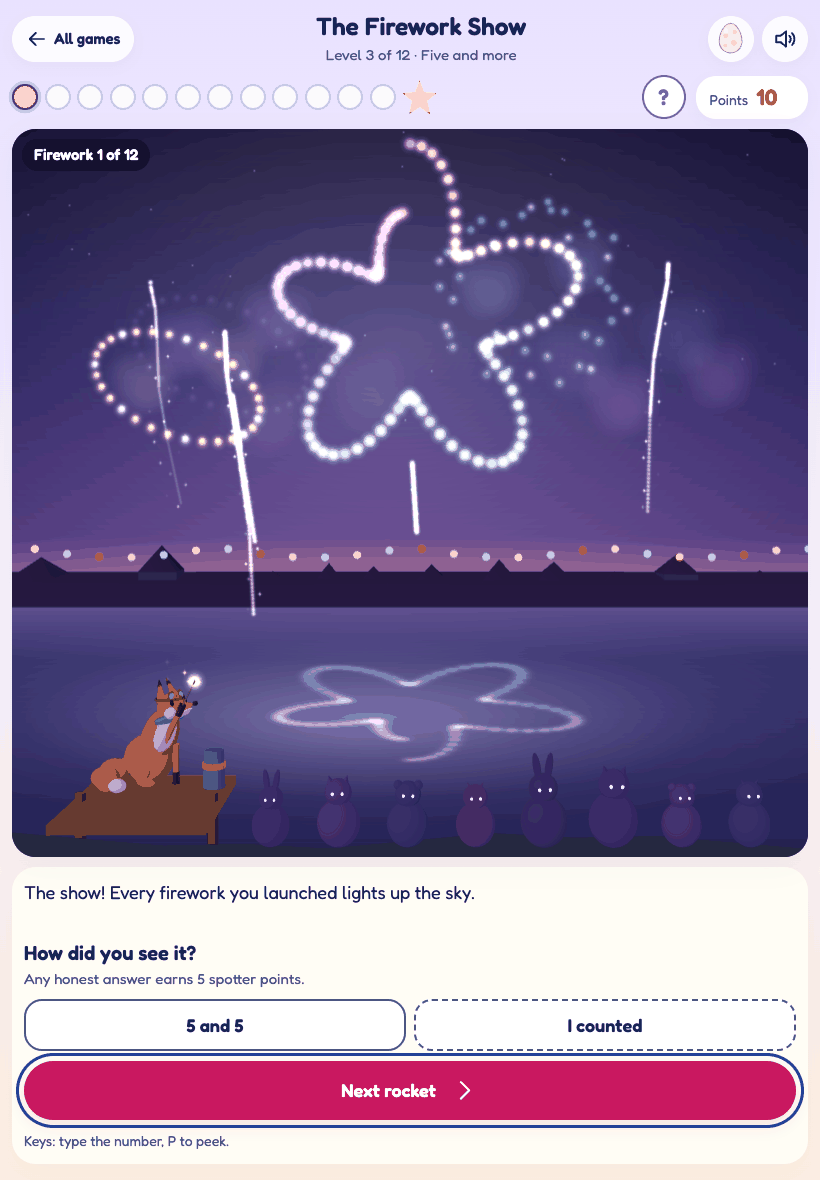 All games
The Firework Show
Level 3 of 12 · Five and more
?
Points 10
Firework 1 of 12
The show! Every firework you launched lights up the sky.
How did you see it?
Any honest answer earns 5 spotter points.
5 and 5
I counted
Next rocket
Keys: type the number, P to peek.